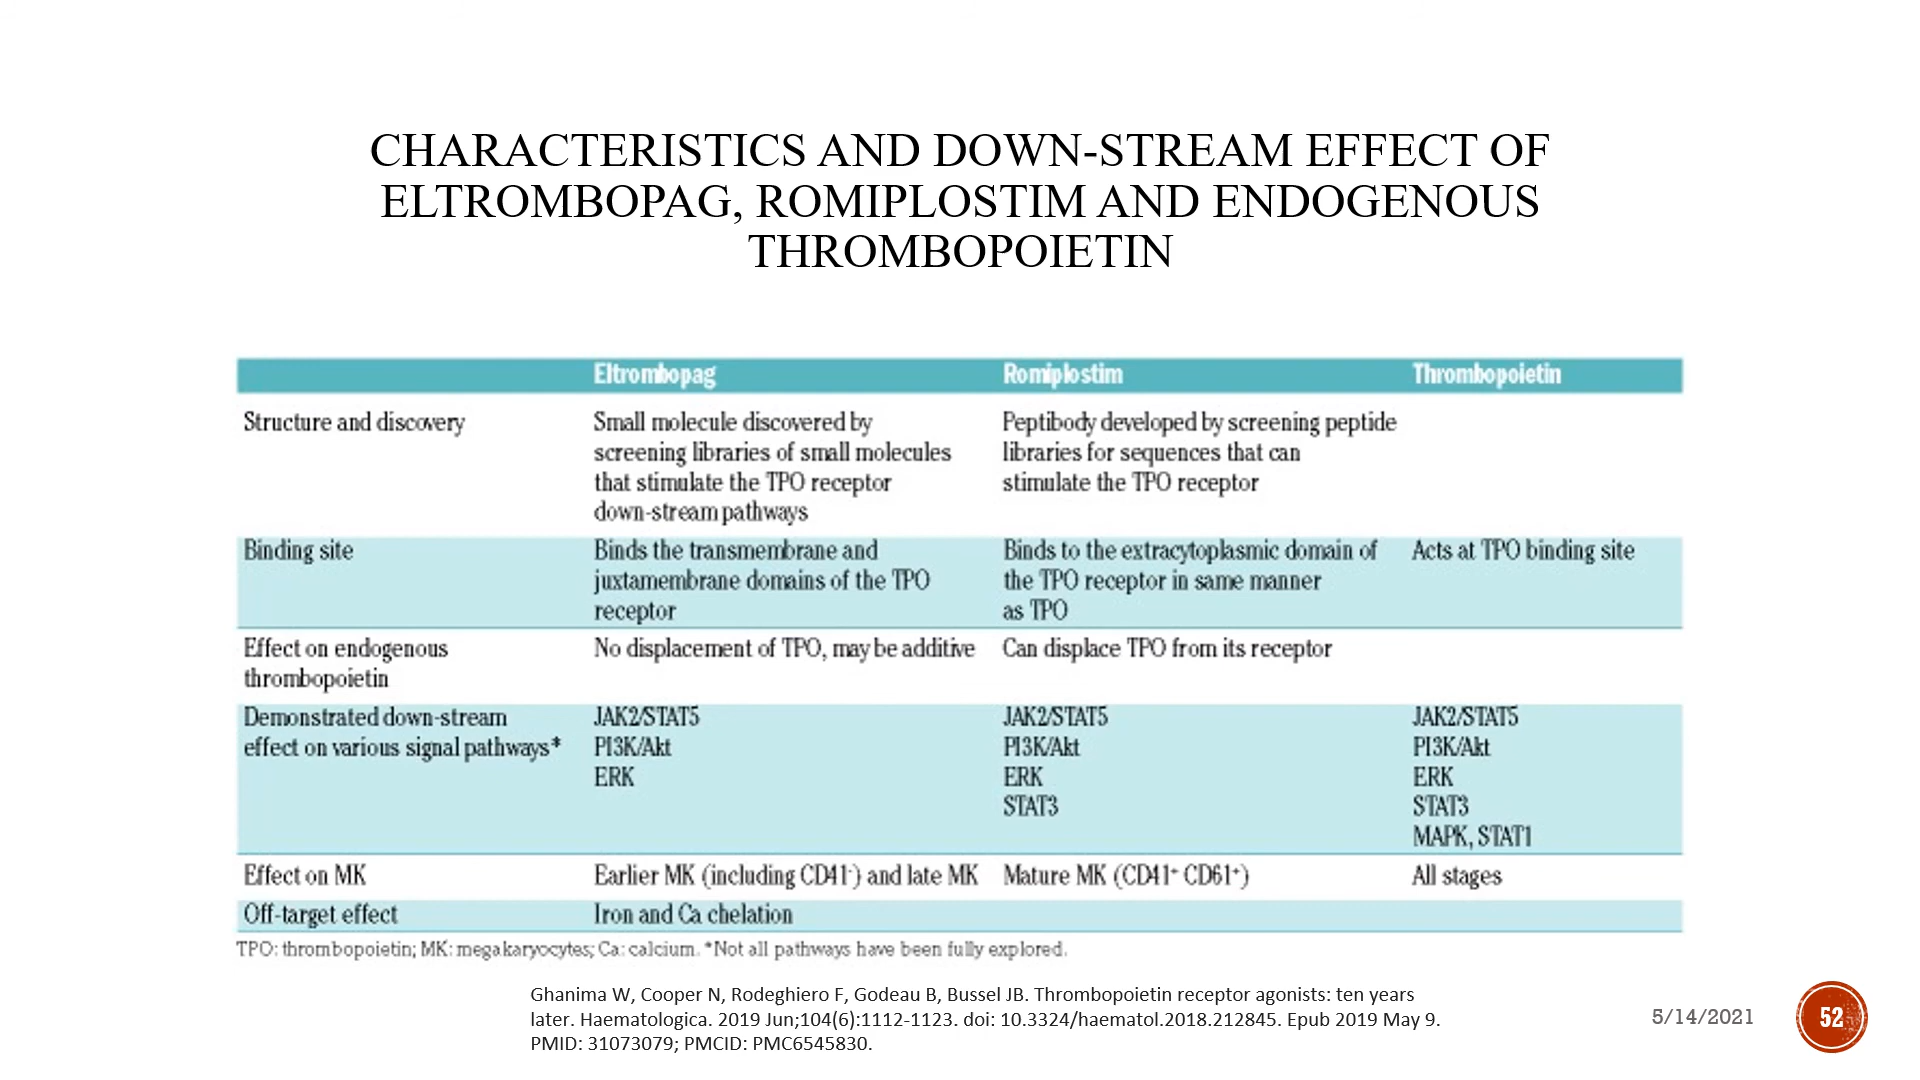 CHARACTERISTICS AND DOWN-STREAM EFFECT OF
ELTROMBOPAG, ROMIPLOSTIM AND ENDOGENOUS
THROMBOPOIETIN
Eltrombopag Romiplostim Thrombopoietin
Structure and discovery Small molecule discovered by Peptibody developed by screening peptide
screening libraries of small molecules libraries for sequences that can
that stimulate the TPO receptor stimulate the TPO receptor
down-stream pathways
Binding site Binds the transmembrane and Binds to the extracytoplasmic domain of Acts at TPO binding site
juxtamembrane domains of the TPO the TPO receptor in same manner
receptor as TPO
Effect on endogenous No displacement of TPO, may be additive Can displace TPO from its receptor
thrombopoietin
Demonstrated down-stream JAK2/STAT5 JAK2/STAT5 JAK2/STAT5
effect on various signal pathways* PI3K/Akt PI3K/Akt PI3K/Akt
ERK ERK ERK
STAT3 STAT3
MAPK, STAT1
Effect on MK Earlier MK (including CD41⁻) and late MK Mature MK (CD41⁺ CD61⁺) All stages
Off-target effect Iron and Ca chelation
TPO: thrombopoietin; MK: megakaryocytes; Ca: calcium. *Not all pathways have been fully explored.
Ghanima W, Cooper N, Rodeghiero F, Godeau B, Bussel JB. Thrombopoietin receptor agonists: ten years
later. Haematologica. 2019 Jun;104(6):1112-1123. doi: 10.3324/haematol.2018.212845. Epub 2019 May 9.
PMID: 31073079; PMCID: PMC6545830.
5/14/2021
52